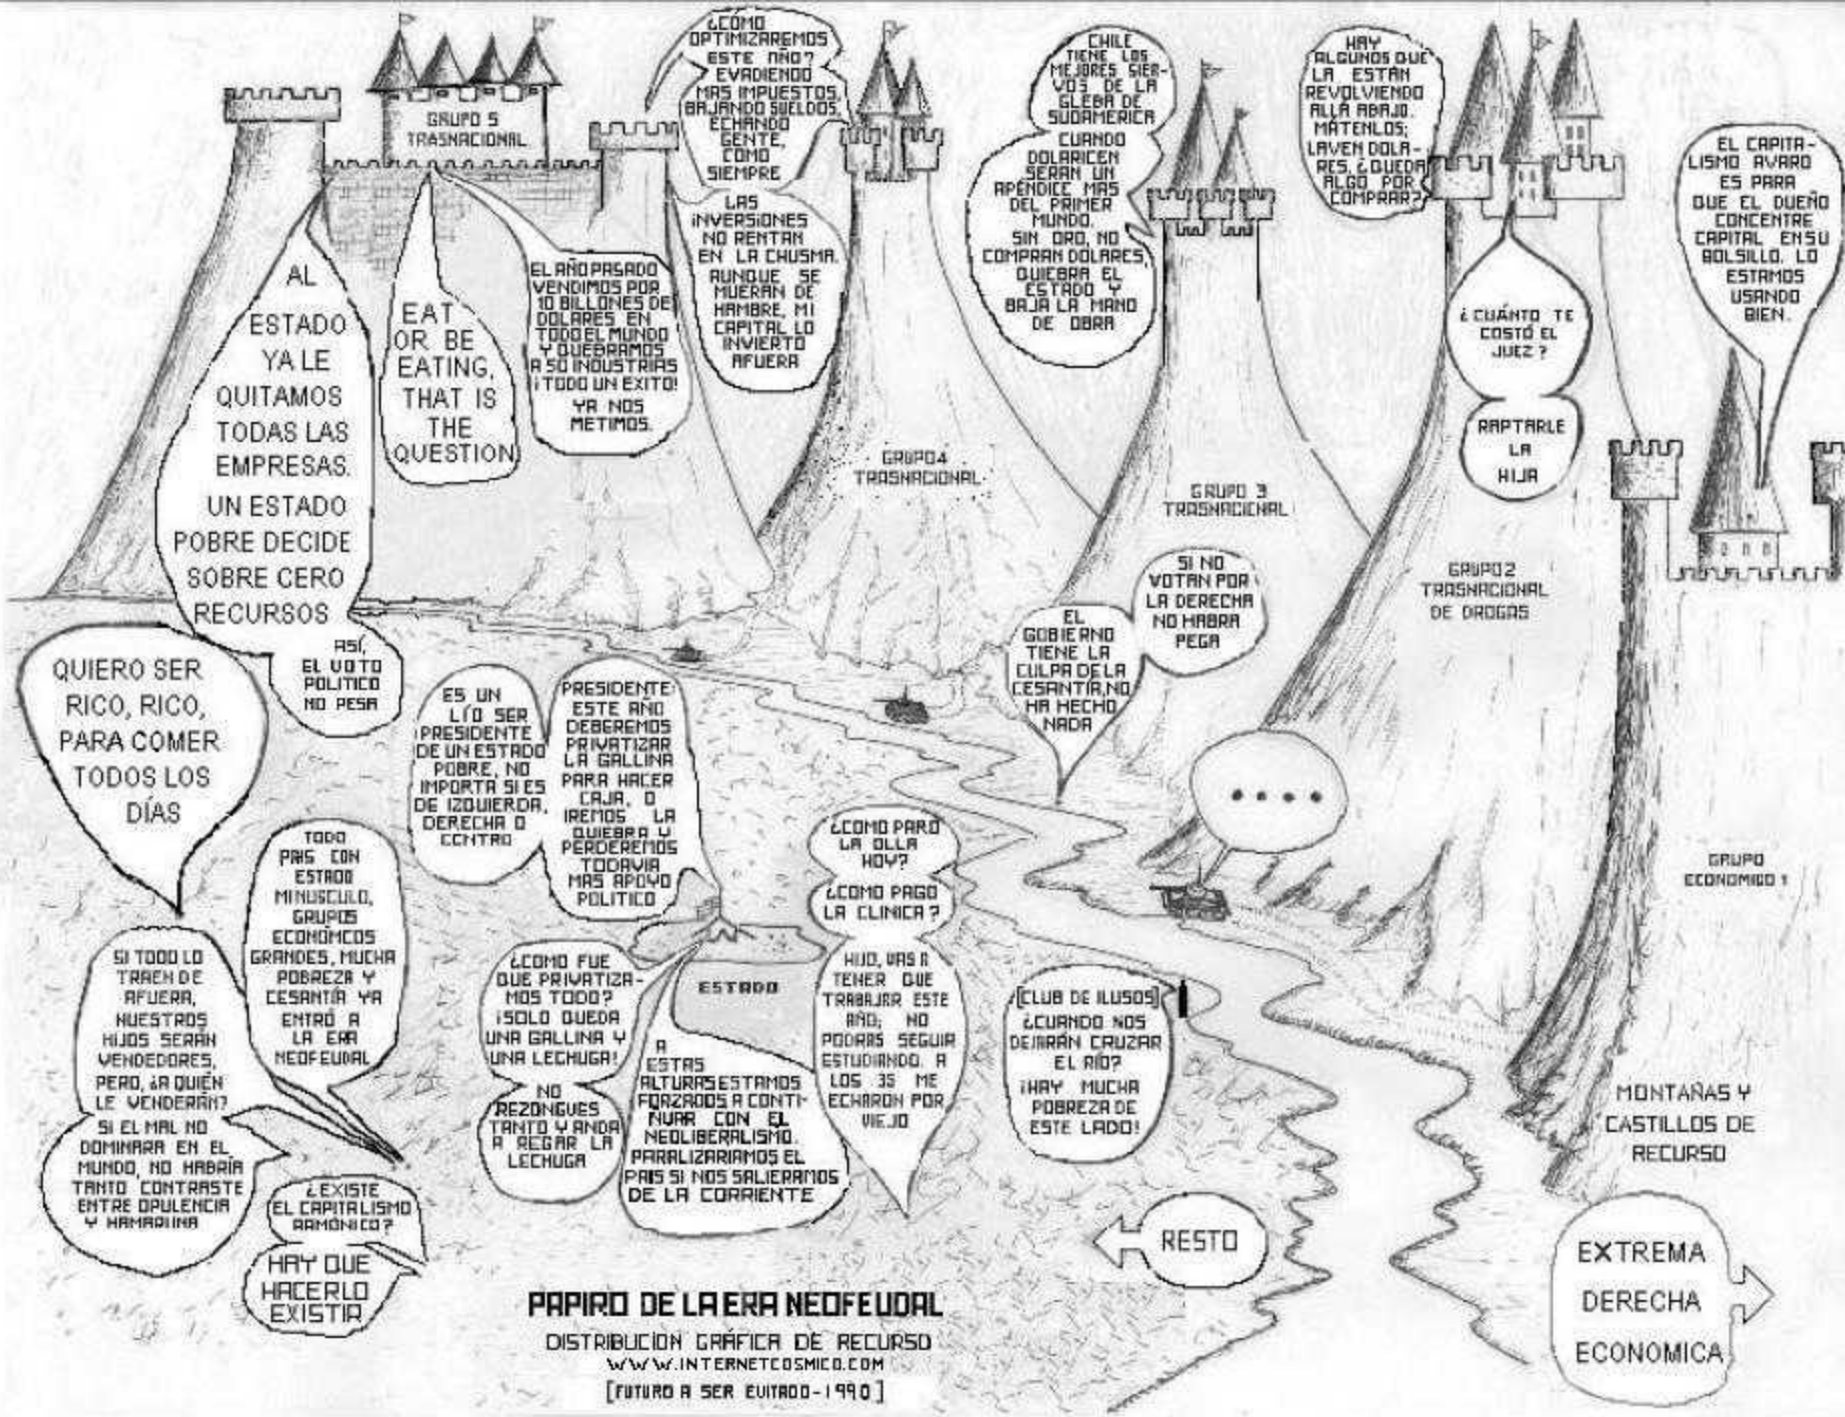 ¿CÓMO
OPTIMIZAREMOS
ESTE AÑO?
EVADIENDO
MAS IMPUESTOS,
BAJANDO SUELDOS,
ECHANDO
GENTE,
COMO
SIEMPRE
LAS
INVERSIONES
NO RENTAN
EN LA CHUSMA.
AUNQUE SE
MUERAN DE
HAMBRE, MI
CAPITAL LO
INVIERTO
AFUERA
CHILE
TIENE LOS
MEJORES SIER-
VOS DE LA
GLEBA DE
SUDAMERICA
CUANDO
DOLARICEN
SERAN UN
APÉNDICE MAS
DEL PRIMER
MUNDO.
SIN ORO, NO
COMPRAN DOLARES,
QUIEBRA EL
ESTADO Y
BAJA LA MANO
DE OBRA
HAY
ALGUNOS QUE
LA ESTÁN
REVOLVIENDO
ALLÁ ABAJO.
MÁTENLOS;
LAVEN DOLA-
RES. ¿QUEDA
ALGO POR
COMPRAR?
EL CAPITA-
LISMO AVARO
ES PARA
QUE EL DUEÑO
CONCENTRE
CAPITAL EN SU
BOLSILLO. LO
ESTAMOS
USANDO
BIEN.
GRUPO 5
TRASNACIONAL
AL
ESTADO
YA LE
QUITAMOS
TODAS LAS
EMPRESAS.
UN ESTADO
POBRE DECIDE
SOBRE CERO
RECURSOS
ASÍ,
EL VOTO
POLITICO
NO PESA
EAT
OR BE
EATING,
THAT IS
THE
QUESTION
EL AÑO PASADO
VENDIMOS POR
10 BILLONES DE
DOLARES EN
TODO EL MUNDO
Y QUEBRAMOS
A 50 INDUSTRIAS
¡TODO UN EXITO!
YA NOS
METIMOS.
¿CUÁNTO TE
COSTÓ EL
JUEZ?
RAPTARLE
LA
HIJA
GRUPO4
TRASNACIONAL
GRUPO 3
TRASNACIONAL
GRUPO2
TRASNACIONAL
DE DROGAS
SI NO
VOTAN POR
LA DERECHA
NO HABRA
PEGA
EL
GOBIERNO
TIENE LA
CULPA DE LA
CESANTÍA, NO
HA HECHO
NADA
QUIERO SER
RICO, RICO,
PARA COMER
TODOS LOS
DÍAS
ES UN
LÍO SER
PRESIDENTE
DE UN ESTADO
POBRE, NO
IMPORTA SI ES
DE IZQUIERDA,
DERECHA O
CENTRO
PRESIDENTE:
ESTE AÑO
DEBEREMOS
PRIVATIZAR
LA GALLINA
PARA HACER
CAJA, O
IREMOS LA
QUIEBRA Y
PERDEREMOS
TODAVIA
MAS APOYO
POLITICO
....
¿COMO PARO
LA OLLA
HOY?
¿COMO PAGO
LA CLINICA?
HIJO, VAS A
TENER QUE
TRABAJAR ESTE
AÑO; NO
PODRAS SEGUIR
ESTUDIANDO. A
LOS 35 ME
ECHARON POR
VIEJO
GRUPO
ECONOMICO 1
TODO
PAIS CON
ESTADO
MINUSCULO,
GRUPOS
ECONÓMCOS
GRANDES, MUCHA
POBREZA Y
CESANTÍA YA
ENTRÓ A
LA ERA
NEOFEUDAL
SI TODO LO
TRAEN DE
AFUERA,
NUESTROS
HIJOS SERÁN
VENDEDORES,
PERO, ¿A QUIÉN
LE VENDERÁN?
SI EL MAL NO
DOMINARA EN EL
MUNDO, NO HABRÍA
TANTO CONTRASTE
ENTRE OPULENCIA
Y
¿COMO FUE
QUE PRIVATIZA-
MOS TODO?
¡SOLO QUEDA
UNA GALLINA Y
UNA LECHUGA!
NO
REZONGUES
TANTO Y ANDA
A REGAR LA
LECHUGA
ESTADO
A
ESTAS
ALTURAS ESTAMOS
FORZADOS A CONTI-
NUAR CON EL
NEOLIBERALISMO.
PARALIZARIAMOS EL
PAIS SI NOS SALIERAMOS
DE LA CORRIENTE
[CLUB DE ILUSOS]
¿CUANDO NOS
DEJARÁN CRUZAR
EL RÍO?
¡HAY MUCHA
POBREZA DE
ESTE LADO!
MONTAÑAS Y
CASTILLOS DE
RECURSO
¿EXISTE
EL CAPITALISMO
ARMÓNICO?
HAY QUE
HACERLO
EXISTIR
RESTO
EXTREMA
DERECHA
ECONOMICA
PAPIRO DE LA ERA NEOFEUDAL
DISTRIBUCIÓN GRÁFICA DE RECURSO
WWW.INTERNETCOSMICO.COM
[FUTURO A SER EVITADO-1990]